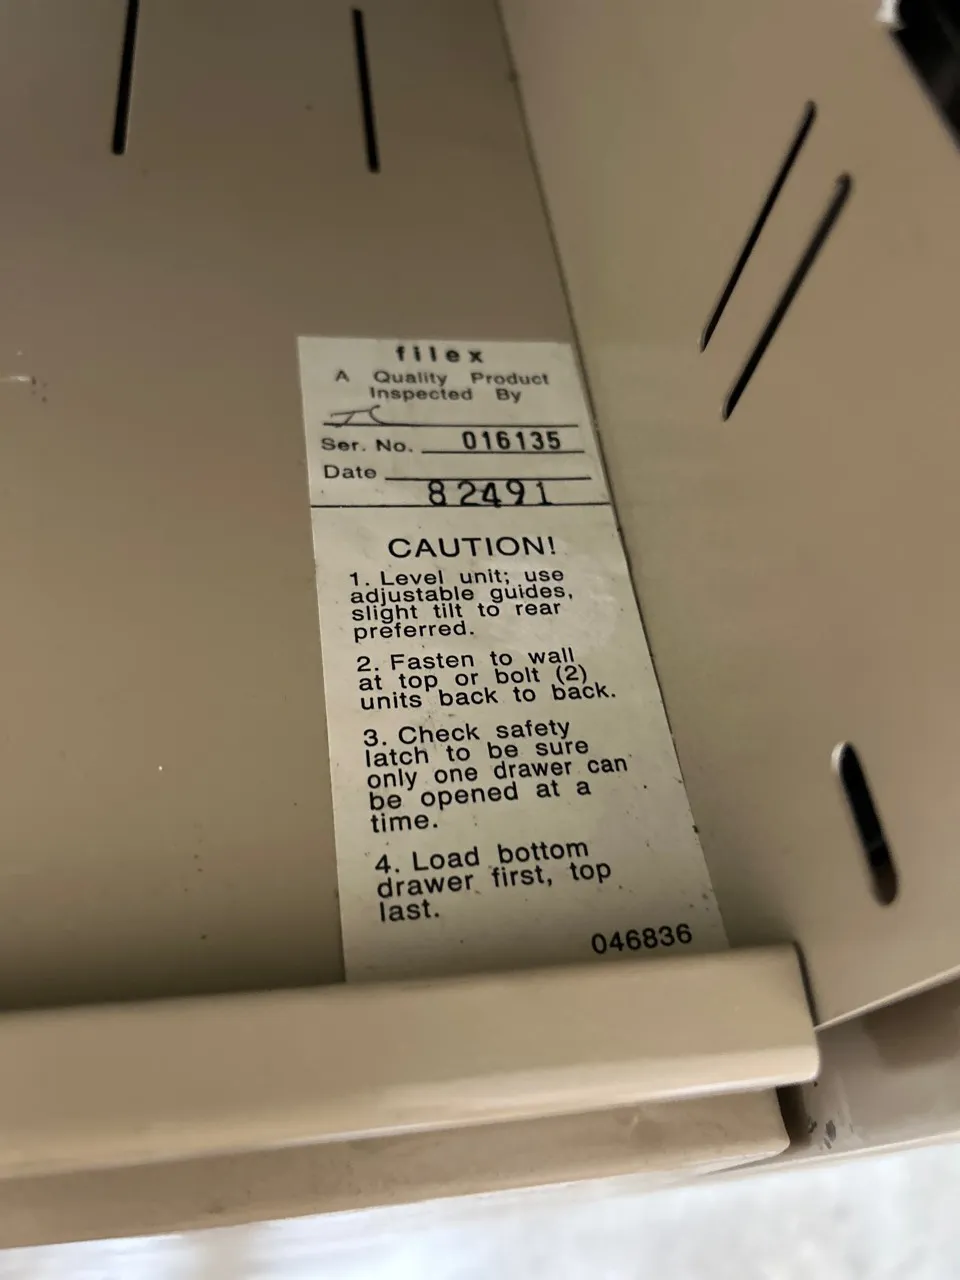 filex
A Quality Product
Inspected By
Ser. No. 016135
Date
82491
CAUTION!
1. Level unit; use
adjustable guides,
slight tilt to rear
preferred.
2. Fasten to wall
at top or bolt (2)
units back to back.
3. Check safety
latch to be sure
only one drawer can
be opened at a
time.
4. Load bottom
drawer first, top
last.
046836